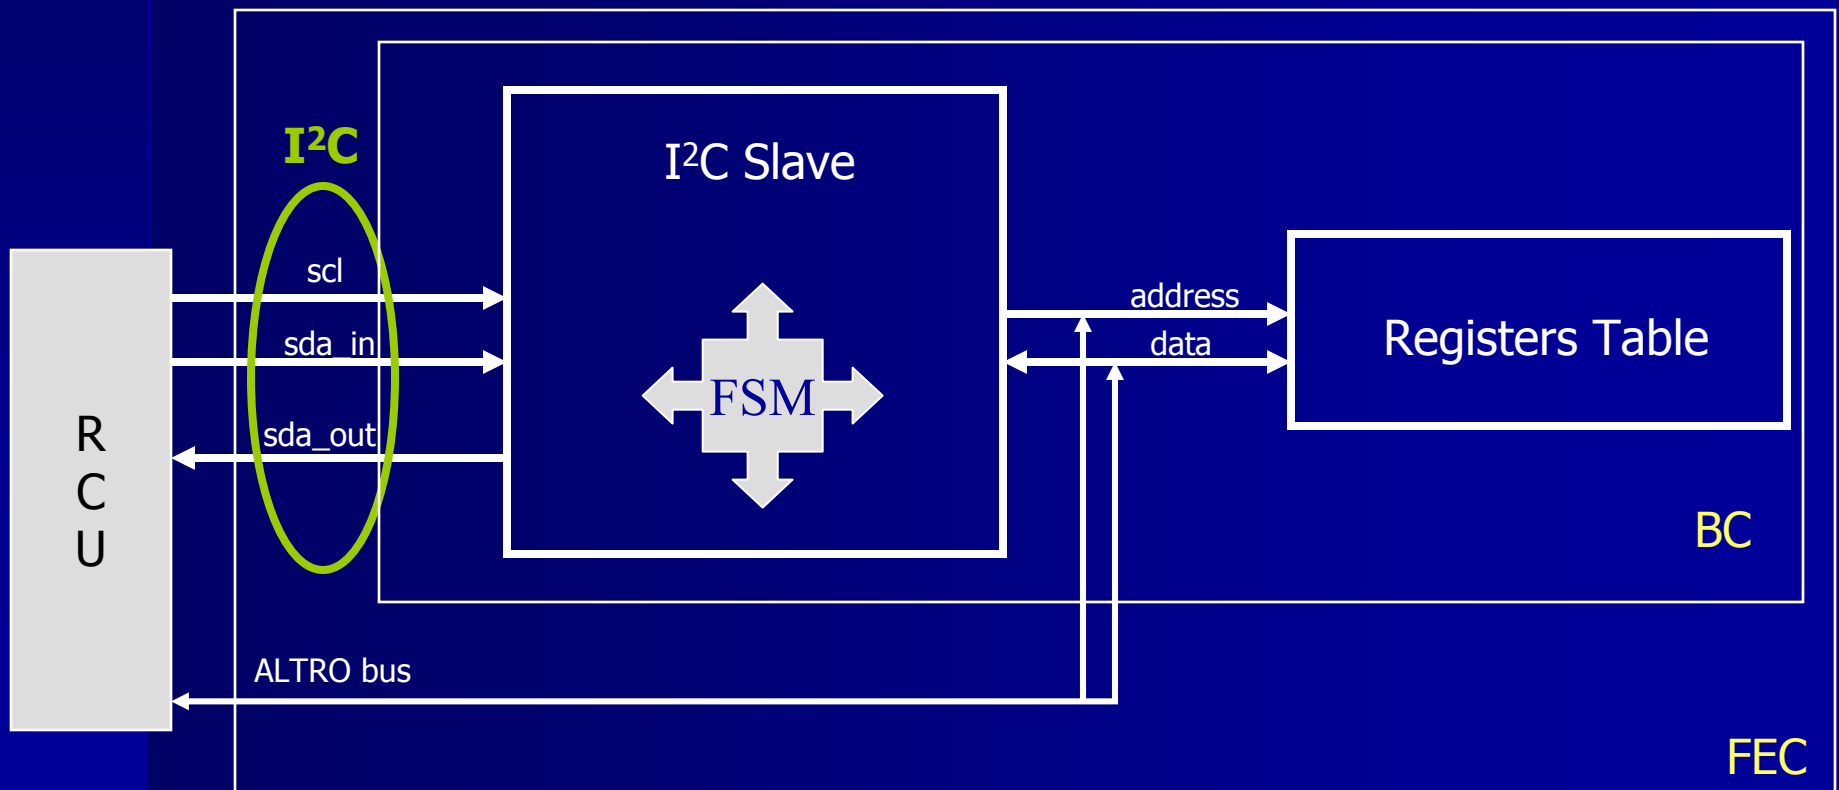 I²C
I²C Slave
scl
sda_in
sda_out
FSM
address
data
Registers Table
R
C
U
BC
ALTRO bus
FEC